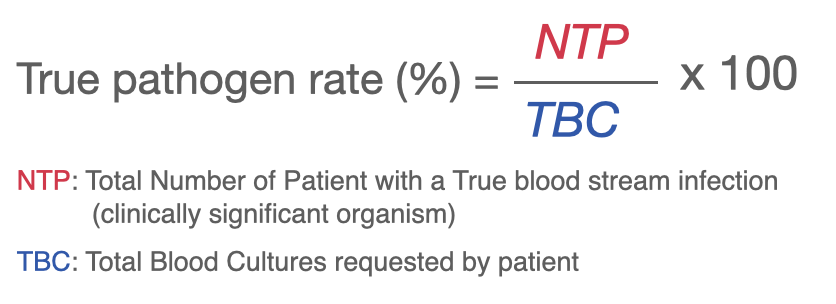 True pathogen rate (%) = NTP / TBC x 100
NTP: Total Number of Patient with a True blood stream infection
(clinically significant organism)
TBC: Total Blood Cultures requested by patient